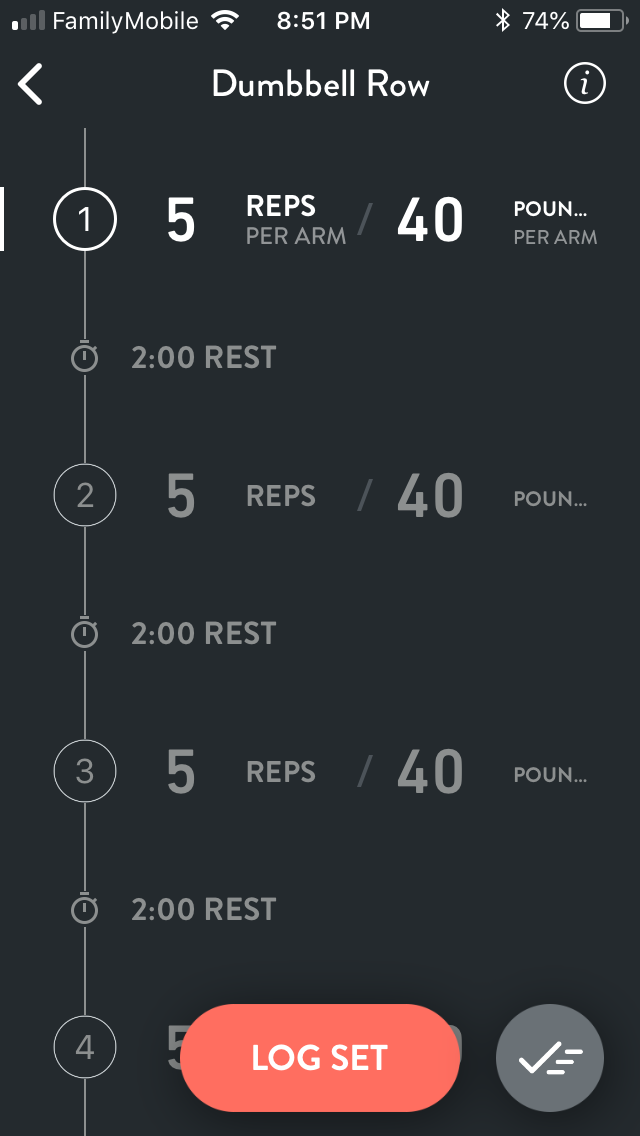 FamilyMobile 8:51 PM 74%
Dumbbell Row i
1 5 REPS PER ARM / 40 POUN... PER ARM
2:00 REST
2 5 REPS / 40 POUN...
2:00 REST
3 5 REPS / 40 POUN...
2:00 REST
4 5
LOG SET